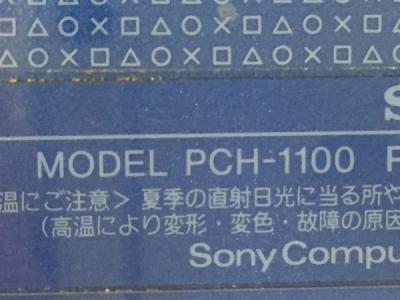 MODEL PCH-1100
温にご注意＞ 夏季の直射日光に当る所や
（高温により変形・変色・故障の原因
Sony Compu